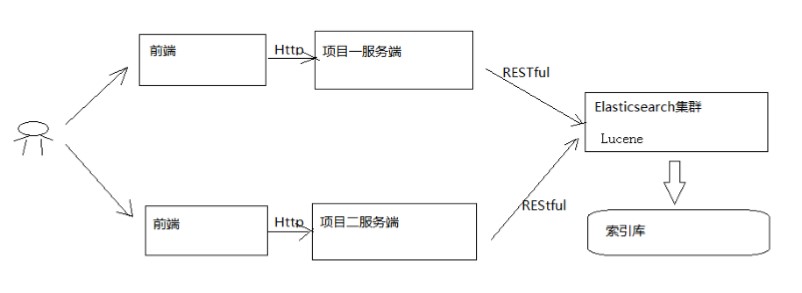 前端
Http
项目一服务端
RESTful
Elasticsearch集群
Lucene
前端
Http
项目二服务端
REStful
索引库